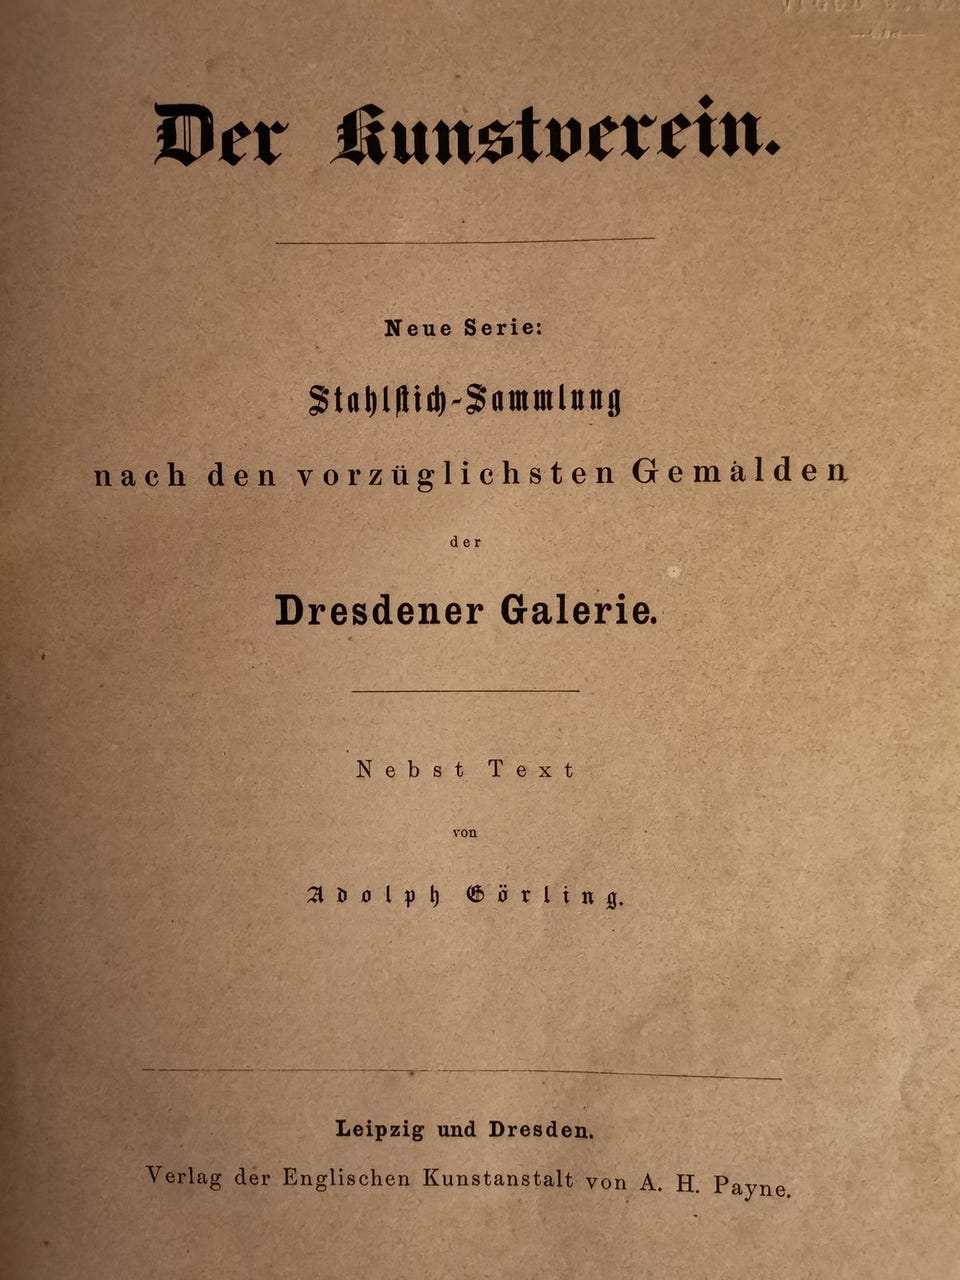 Der Kunstverein.
Neue Serie:
Stahlstich-Sammlung
nach den vorzüglichsten Gemälden
der
Dresdener Galerie.
Nebst Text
von
Adolph Görling.
Leipzig und Dresden.
Verlag der Englischen Kunstanstalt von A. H. Payne.